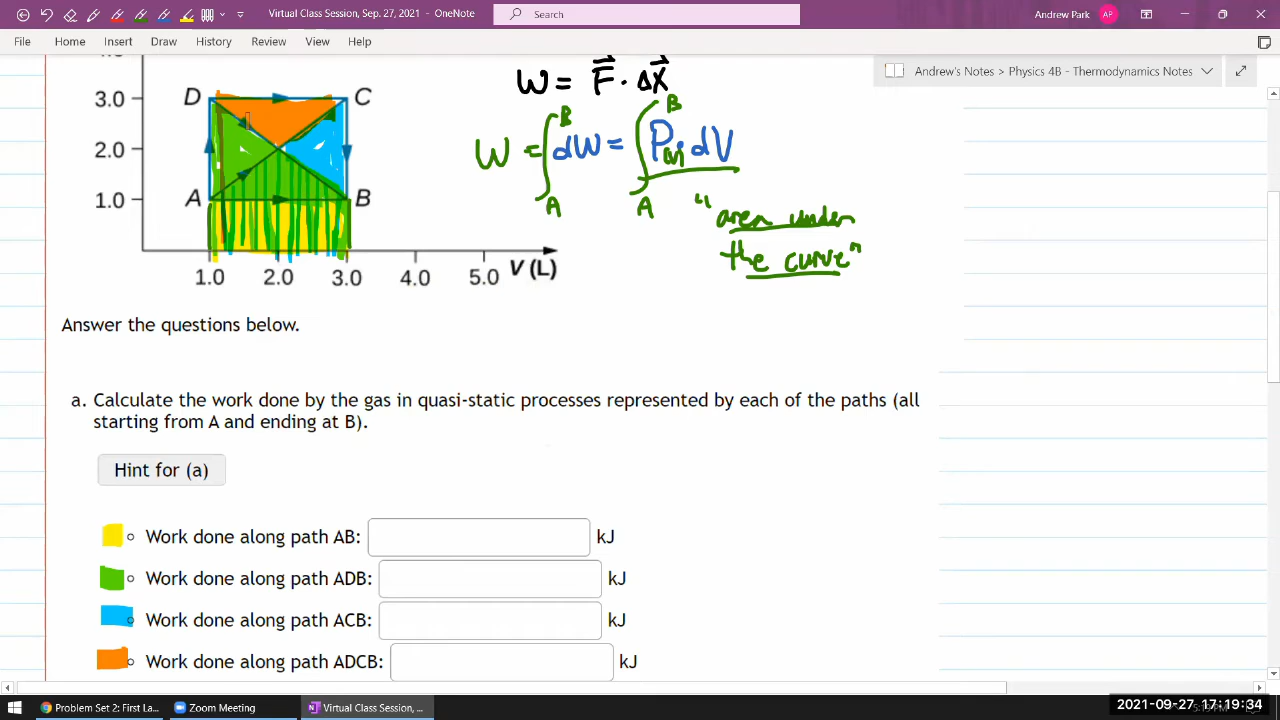 Virtual Class Session, Sep. 27, 2021 - OneNote
Search
Andrew Park
AP
File Home Insert Draw History Review View Help
Andrew's Notes » Physics 4B - Thermodynamics Notes
W = F · ΔX
3.0 D C
B B
W = ∫ dW = ∫ P(V) dV
2.0
A A
1.0 A B
"area under
the curve"
1.0 2.0 3.0 4.0 5.0 V (L)
Answer the questions below.
a. Calculate the work done by the gas in quasi-static processes represented by each of the paths (all
starting from A and ending at B).
Hint for (a)
Work done along path AB: kJ
Work done along path ADB: kJ
Work done along path ACB: kJ
Work done along path ADCB: kJ
Problem Set 2: First La...
Zoom Meeting
Virtual Class Session,...
2021-09-27 17:19:34